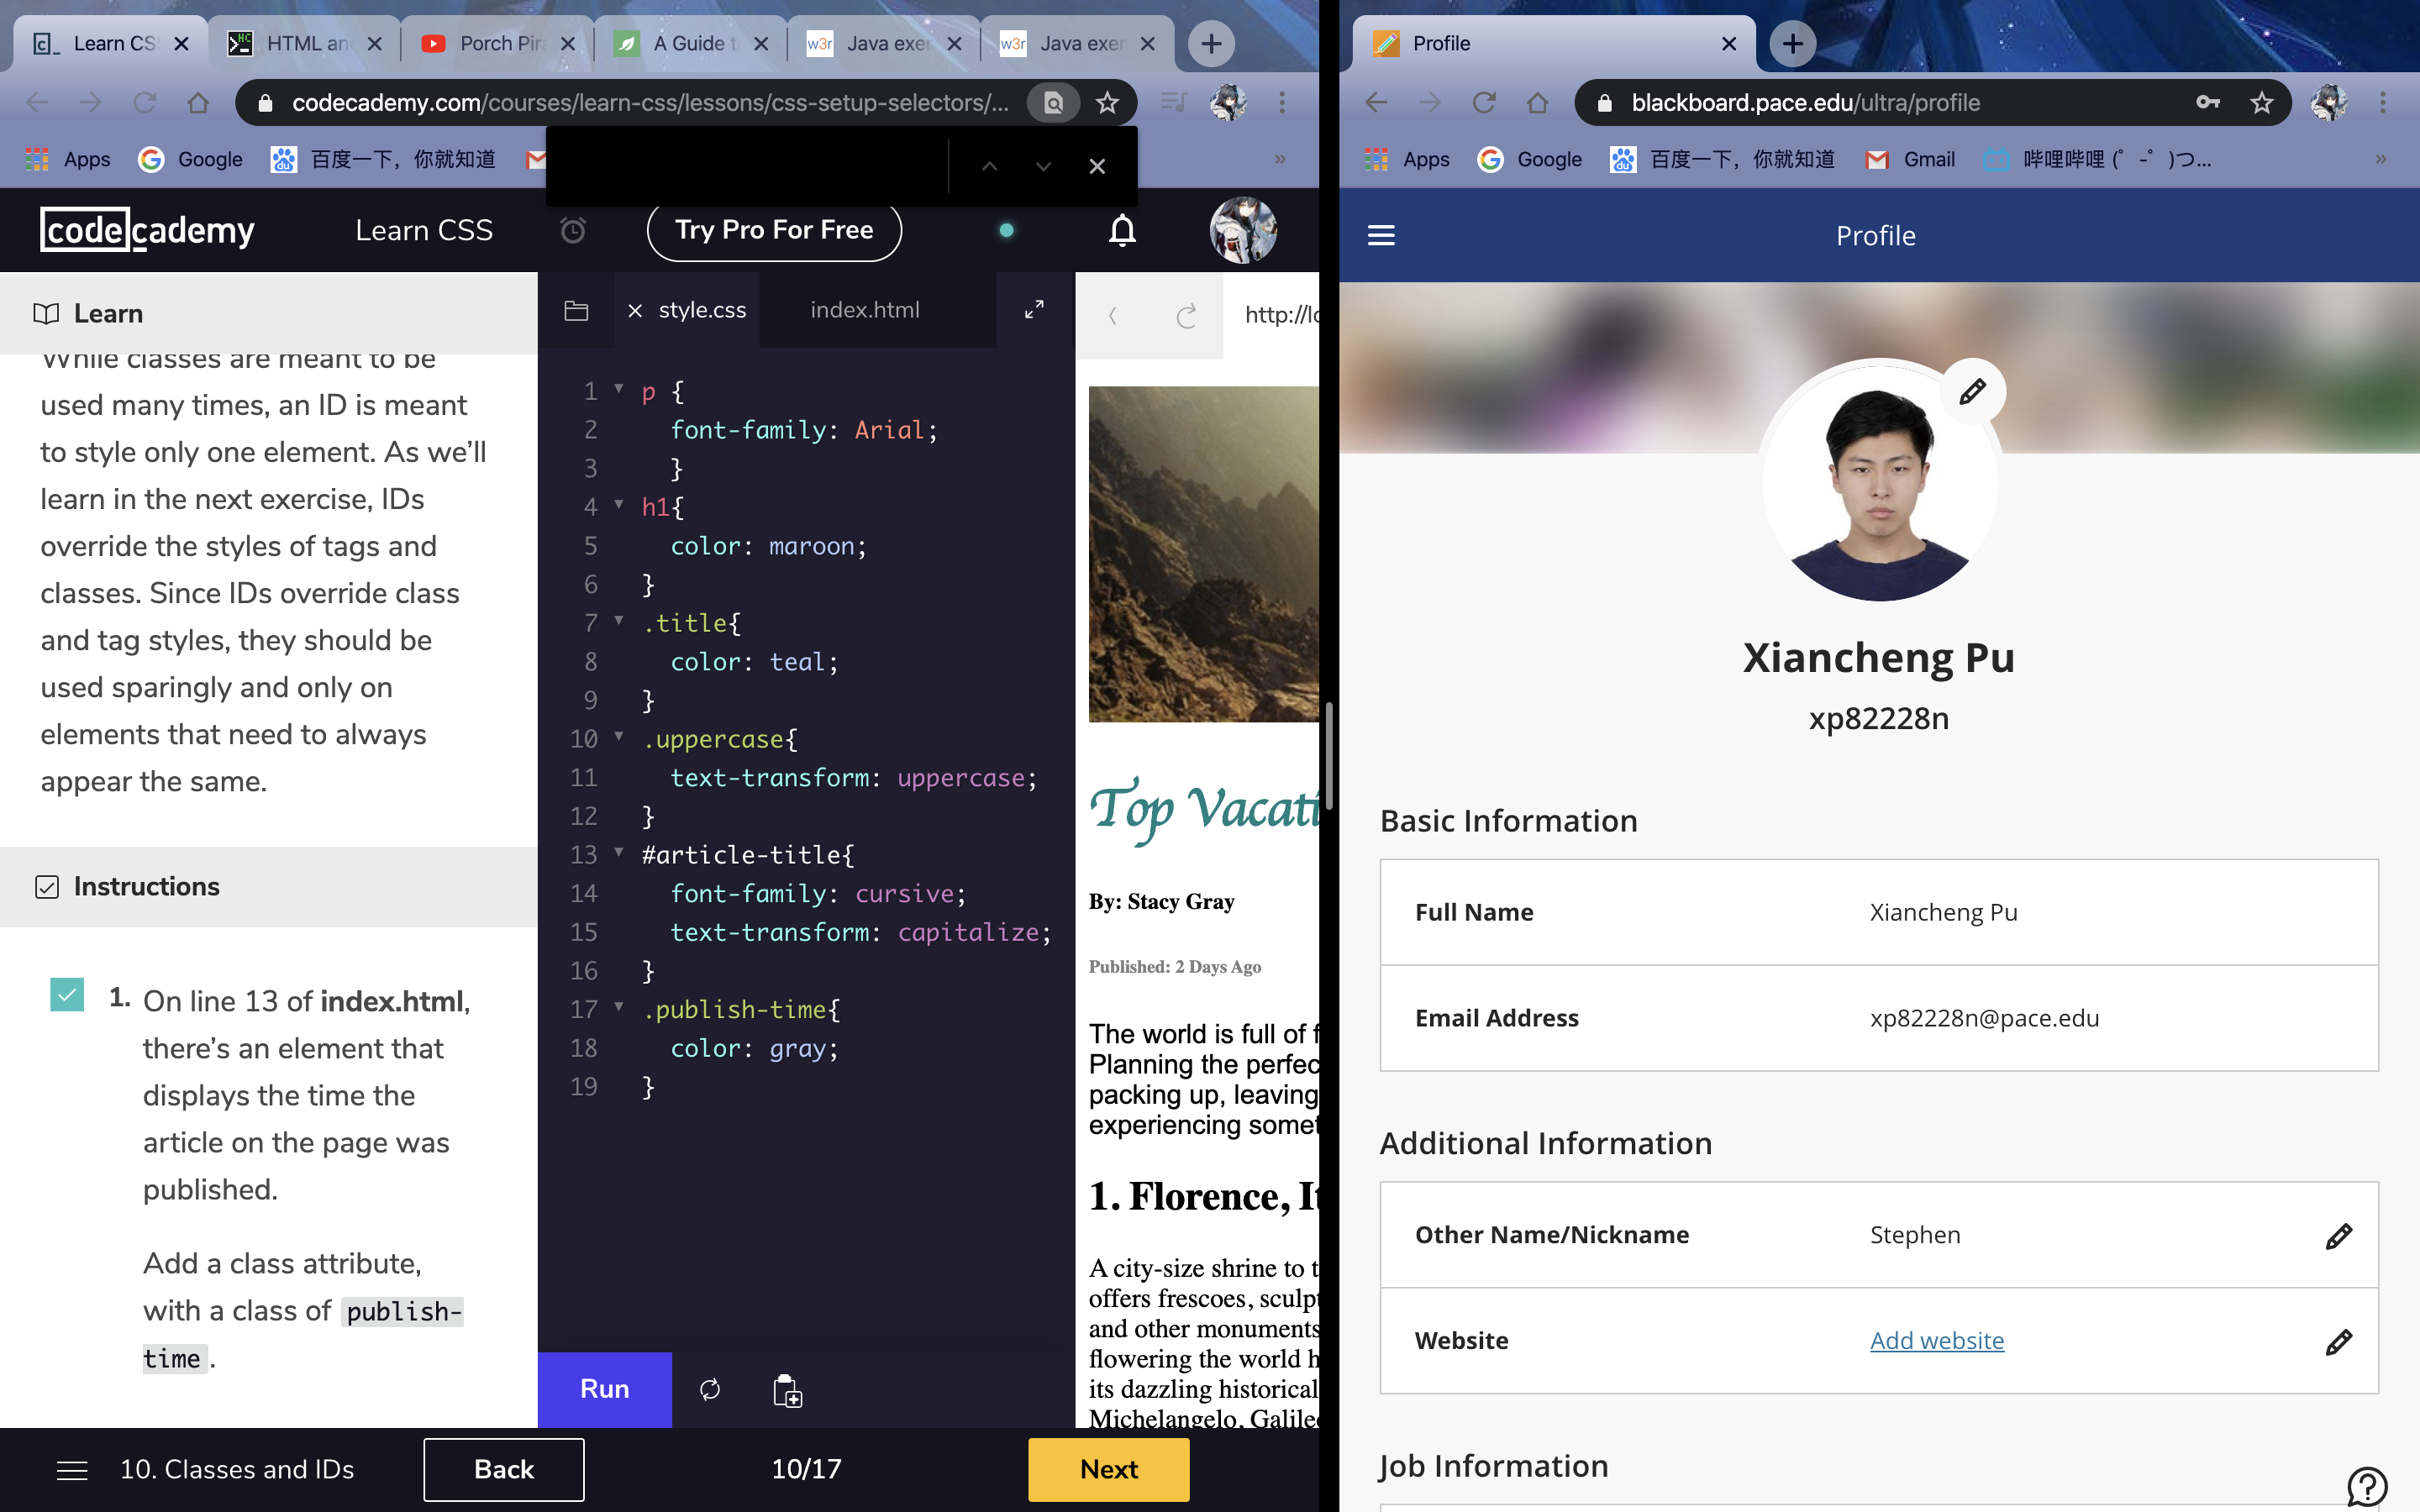 Learn CS
HTML an
Porch Pira
A Guide t
Java exer
Java exer
codecademy.com/courses/learn-css/lessons/css-setup-selectors/...
Apps
Google
百度一下，你就知道
»
codecademy
Learn CSS
Try Pro For Free
Learn
While classes are meant to be
used many times, an ID is meant
to style only one element. As we’ll
learn in the next exercise, IDs
override the styles of tags and
classes. Since IDs override class
and tag styles, they should be
used sparingly and only on
elements that need to always
appear the same.
Instructions
1. On line 13 of index.html,
there’s an element that
displays the time the
article on the page was
published.
Add a class attribute,
with a class of publish-
time.
style.css
index.html
1 p {
2 font-family: Arial;
3 }
4 h1{
5 color: maroon;
6 }
7 .title{
8 color: teal;
9 }
10 .uppercase{
11 text-transform: uppercase;
12 }
13 #article-title{
14 font-family: cursive;
15 text-transform: capitalize;
16 }
17 .publish-time{
18 color: gray;
19 }
Run
http://lo
Top Vacati
By: Stacy Gray
Published: 2 Days Ago
The world is full of f
Planning the perfec
packing up, leaving
experiencing somet
1. Florence, It
A city-size shrine to t
offers frescoes, sculpt
and other monuments
flowering the world h
its dazzling historical
Michelangelo, Galileo
10. Classes and IDs
Back
10/17
Next
Profile
blackboard.pace.edu/ultra/profile
Apps
Google
百度一下，你就知道
Gmail
哔哩哔哩 (゜-゜)つ...
»
Profile
Xiancheng Pu
xp82228n
Basic Information
Full Name
Xiancheng Pu
Email Address
xp82228n@pace.edu
Additional Information
Other Name/Nickname
Stephen
Website
Add website
Job Information